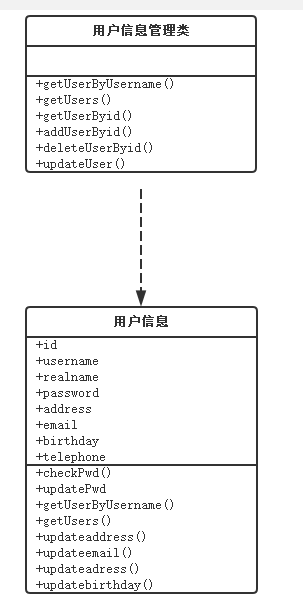 用户信息管理类
+getUserByUsername()
+getUsers()
+getUserByid()
+addUserByid()
+deleteUserByid()
+updateUser()
用户信息
+id
+username
+realname
+password
+address
+email
+birthday
+telephone
+checkPwd()
+updatePwd
+getUserByUsername()
+getUsers()
+updateaddress()
+updateemail()
+updateadress()
+updatebirthday()